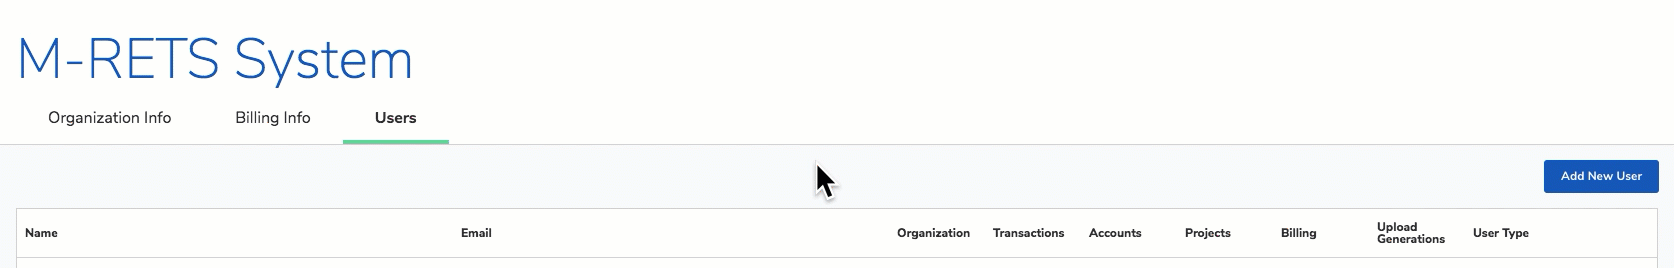 M-RETS System
Organization Info Billing Info Users
Add New User
Name Email Organization Transactions Accounts Projects Billing Upload Generations User Type